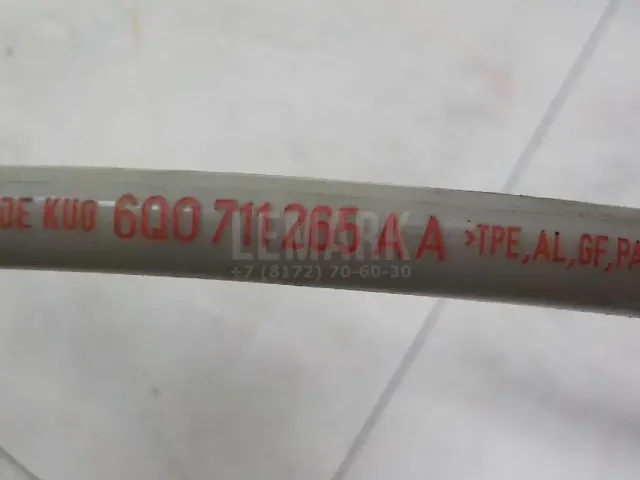 DE KUO 6Q0 711 265 A A >TPE,AL,GF,PA
LEMARK
+7 (8172) 70-60-30